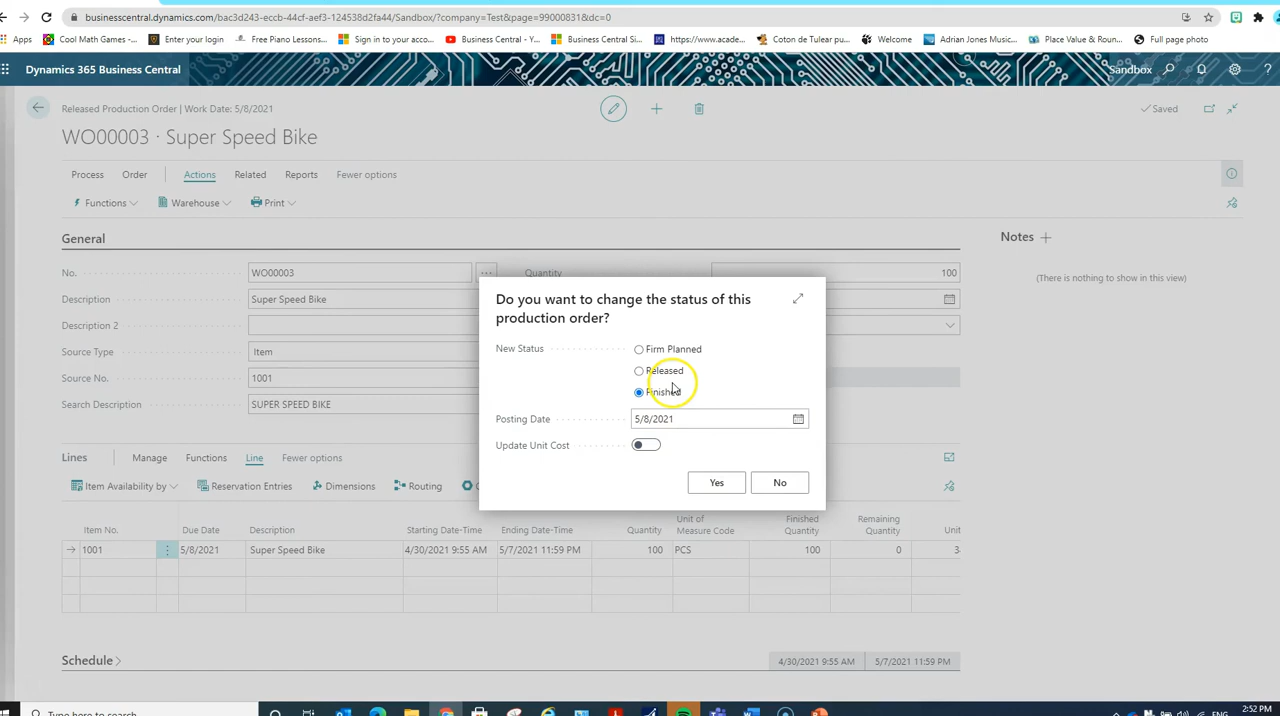 businesscentral.dynamics.com/bac3d243-eccb-44cf-aef3-124538d2fa44/Sandbox/?company=Test&page=99000831&dc=0
Apps Cool Math Games -... Enter your login Free Piano Lessons... Sign in to your acco... Business Central - Y... Business Central Si... https://www.acade... Coton de Tulear pu... Welcome Adrian Jones Musi... Place Value & Roun... Full page photo
Dynamics 365 Business Central Sandbox
Released Production Order | Work Date: 5/8/2021 Saved
WO00003 · Super Speed Bike
Process Order Actions Related Reports Fewer options
Functions Warehouse Print
General Notes
No. WO00003 Quantity 100
(There is nothing to show in this view)
Description Super Speed Bike
Description 2
Source Type Item
Source No. 1001
Search Description SUPER SPEED BIKE
Do you want to change the status of this
production order?
New Status Firm Planned
Released
Finished
Posting Date 5/8/2021
Update Unit Cost
Yes No
Lines Manage Functions Line Fewer options
Item Availability by Reservation Entries Dimensions Routing
Item No. Due Date Description Starting Date-Time Ending Date-Time Quantity Unit of Measure Code Finished Quantity Remaining Quantity Unit
1001 5/8/2021 Super Speed Bike 4/30/2021 9:55 AM 5/7/2021 11:59 PM 100 PCS 100 0
Schedule 4/30/2021 9:55 AM 5/7/2021 11:59 PM
Type here to search ENG 2:52 PM